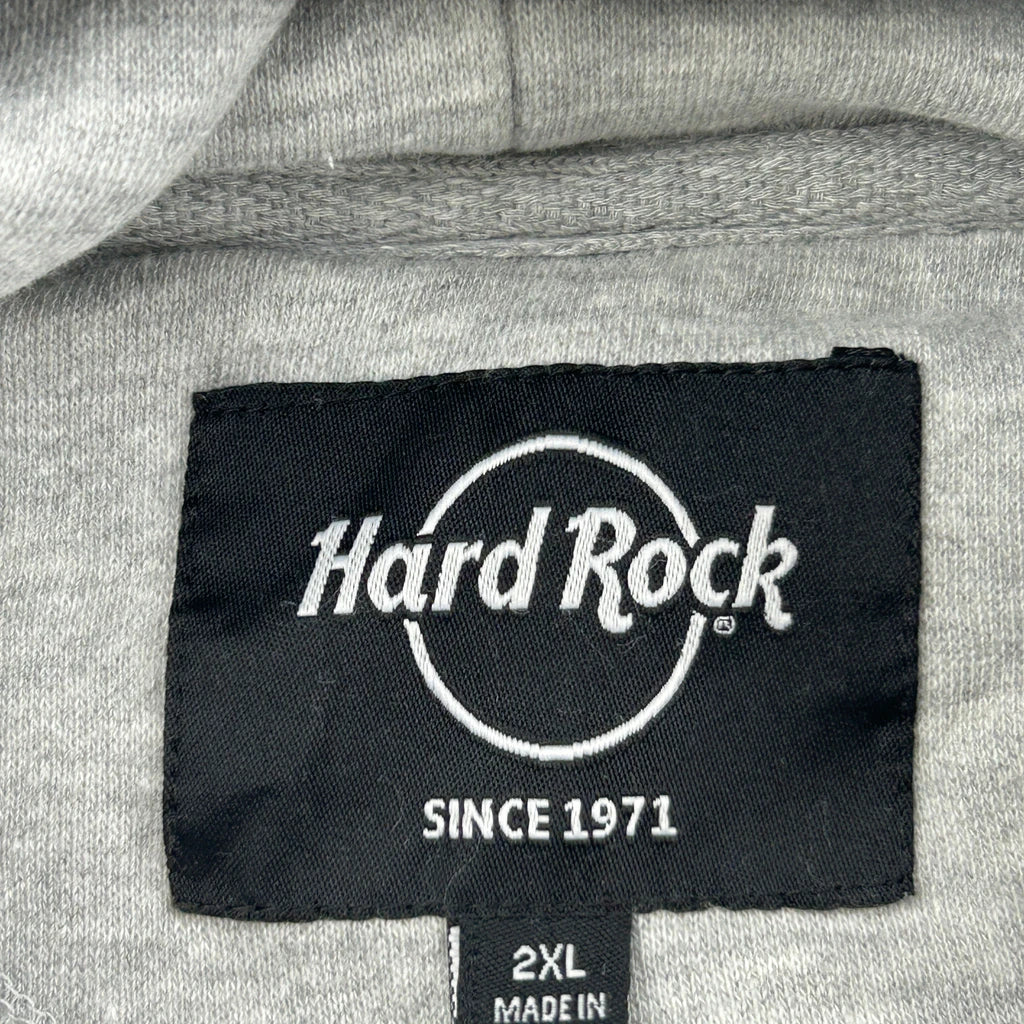 Hard Rock®
SINCE 1971
2XL
MADE IN